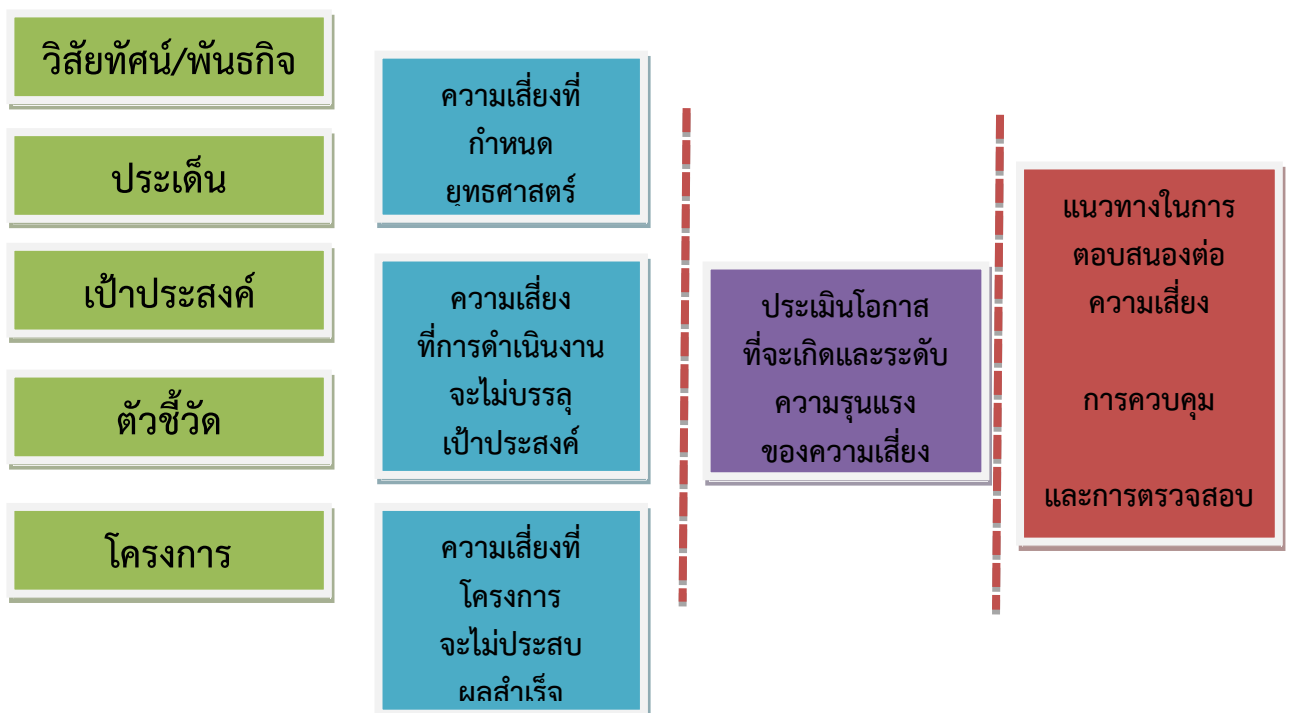 วิสัยทัศน์/พันธกิจ
ประเด็น
เป้าประสงค์
ตัวชี้วัด
โครงการ
ความเสี่ยงที่
กำหนด
ยุทธศาสตร์
ความเสี่ยง
ที่การดำเนินงาน
จะไม่บรรลุ
เป้าประสงค์
ความเสี่ยงที่
โครงการ
จะไม่ประสบ
ผลสำเร็จ
ประเมินโอกาส
ที่จะเกิดและระดับ
ความรุนแรง
ของความเสี่ยง
แนวทางในการ
ตอบสนองต่อ
ความเสี่ยง
การควบคุม
และการตรวจสอบ